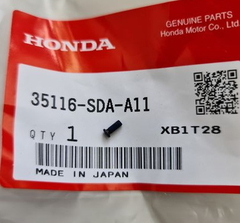 GENUINE PARTS
Honda Motor Co., Ltd.
HONDA
35116-SDA-A11
QTY 1
XB1T28
MADE IN JAPAN